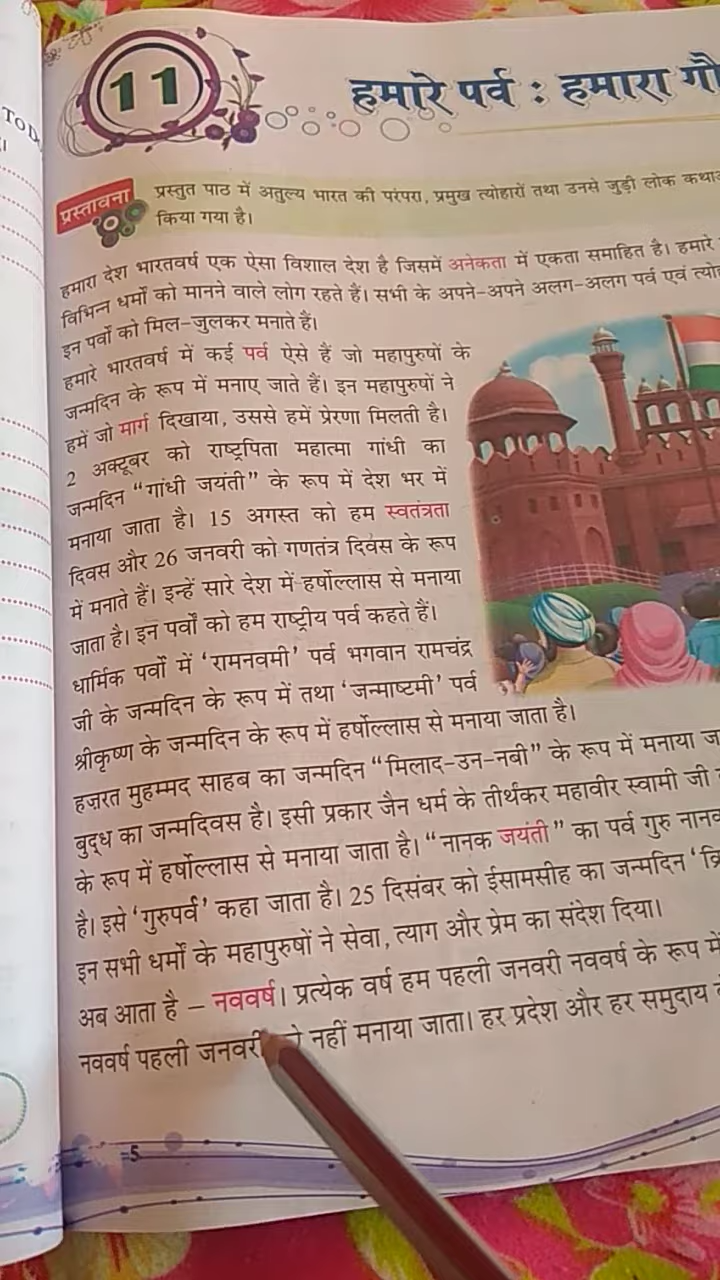 11
हमारे पर्व : हमारा
TO D
प्रस्तावना
प्रस्तुत पाठ में अतुल्य भारत की परंपरा, प्रमुख त्योहारों तथा उनसे जुड़ी लोक
किया गया है।
हमारा देश भारतवर्ष एक ऐसा विशाल देश है जिसमें अनेकता में एकता समाहित है। हमारे
विभिन्न धर्मों को मानने वाले लोग रहते हैं। सभी के अपने-अपने अलग-अलग पर्व एवं
इन पर्वों को मिल-जुलकर मनाते हैं।
हमारे भारतवर्ष में कई पर्व ऐसे हैं जो महापुरुषों के
जन्मदिन के रूप में मनाए जाते हैं। इन महापुरुषों ने
हमें जो मार्ग दिखाया, उससे हमें प्रेरणा मिलती है।
2 अक्टूबर को राष्ट्रपिता महात्मा गांधी का
जन्मदिन “गांधी जयंती” के रूप में देश भर में
मनाया जाता है। 15 अगस्त को हम स्वतंत्रता
दिवस और 26 जनवरी को गणतंत्र दिवस के रूप
में मनाते हैं। इन्हें सारे देश में हर्षोल्लास से मनाया
जाता है। इन पर्वों को हम राष्ट्रीय पर्व कहते हैं।
धार्मिक पर्वों में ‘रामनवमी’ पर्व भगवान रामचंद्र
जी के जन्मदिन के रूप में तथा ‘जन्माष्टमी’ पर्व
श्रीकृष्ण के जन्मदिन के रूप में हर्षोल्लास से मनाया जाता है।
हज़रत मुहम्मद साहब का जन्मदिन “मिलाद-उन-नबी” के रूप में मनाया
बुद्ध का जन्मदिवस है। इसी प्रकार जैन धर्म के तीर्थंकर महावीर स्वामी जी
के रूप में हर्षोल्लास से मनाया जाता है। “नानक जयंती” का पर्व गुरु
है। इसे ‘गुरुपर्व’ कहा जाता है। 25 दिसंबर को ईसामसीह का जन्मदिन
इन सभी धर्मों के महापुरुषों ने सेवा, त्याग और प्रेम का संदेश दिया।
अब आता है – नववर्ष। प्रत्येक वर्ष हम पहली जनवरी नववर्ष के रूप में
नववर्ष पहली जनवरी नहीं मनाया जाता। हर प्रदेश और हर समुदाय